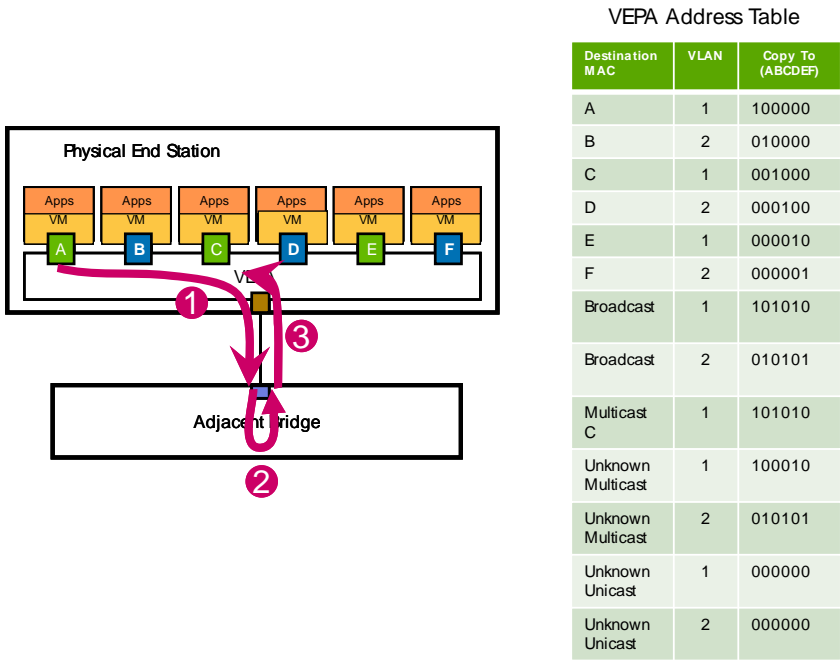 VEPA Address Table
Destination MAC VLAN Copy To (ABCDEF)
A 1 100000
B 2 010000
C 1 001000
D 2 000100
E 1 000010
F 2 000001
Broadcast 1 101010
Broadcast 2 010101
Multicast C 1 101010
Unknown Multicast 1 100010
Unknown Multicast 2 010101
Unknown Unicast 1 000000
Unknown Unicast 2 000000
Physical End Station
Apps Apps Apps Apps Apps Apps
VM VM VM VM VM VM
A B C D E F
1
3
Adjacent Bridge
2